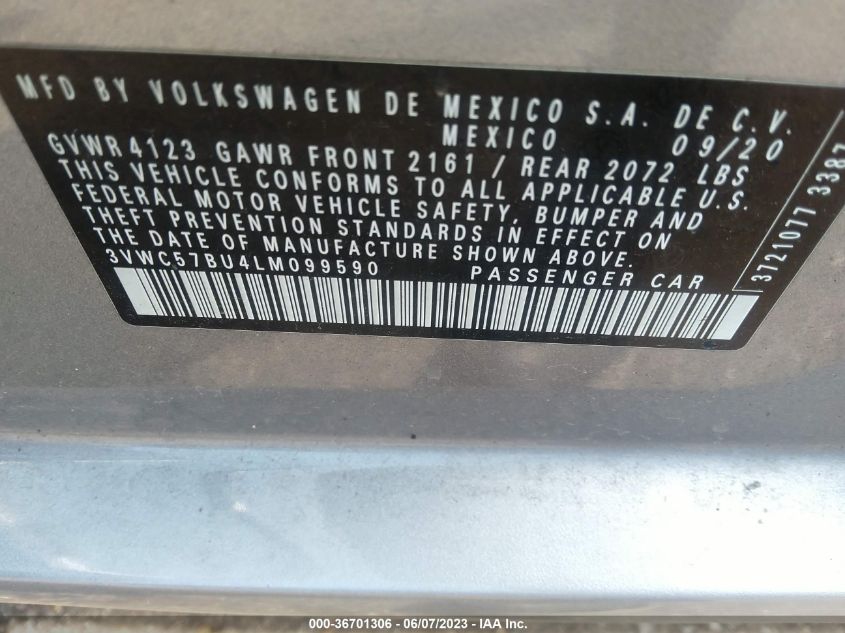 MFD BY VOLKSWAGEN DE MEXICO S.A. DE C.V.
MEXICO 09/20
GVWR 4123 GAWR FRONT 2161 / REAR 2072 LBS
THIS VEHICLE CONFORMS TO ALL APPLICABLE U.S.
FEDERAL MOTOR VEHICLE SAFETY, BUMPER AND
THEFT PREVENTION STANDARDS IN EFFECT ON
THE DATE OF MANUFACTURE SHOWN ABOVE.
3VWC57BU4LM099590 PASSENGER CAR
3721077 3387
000-36701306 - 06/07/2023 - IAA Inc.